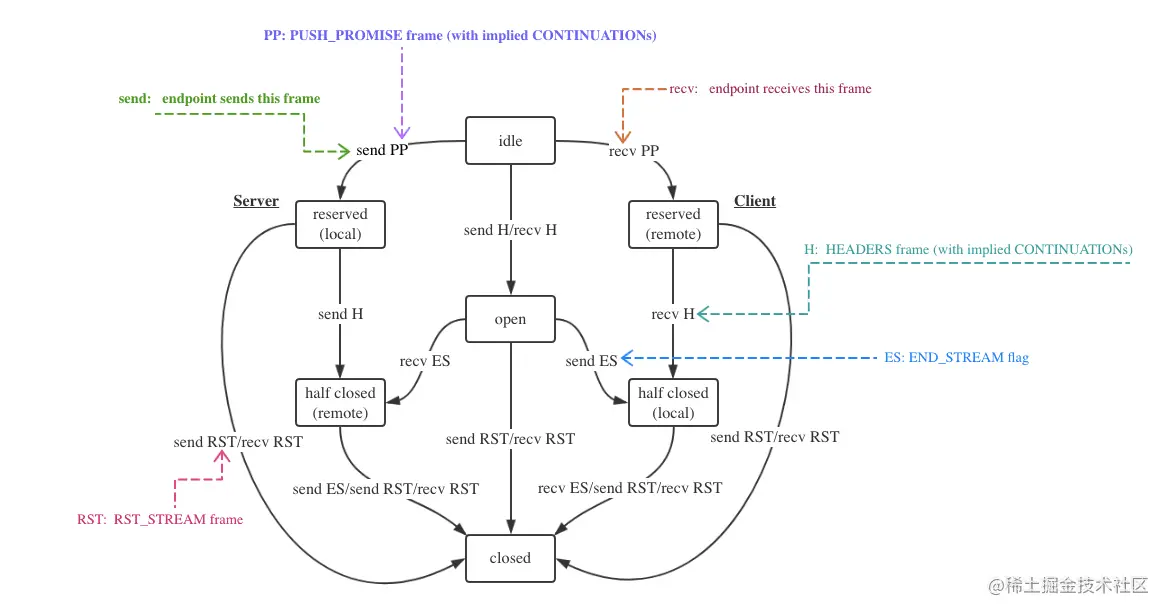 PP: PUSH_PROMISE frame (with implied CONTINUATIONs)
send: endpoint sends this frame
recv: endpoint receives this frame
idle
send PP
recv PP
Server
Client
reserved
(local)
reserved
(remote)
send H/recv H
H: HEADERS frame (with implied CONTINUATIONs)
send H
recv H
open
recv ES
send ES
ES: END_STREAM flag
half closed
(remote)
half closed
(local)
send RST/recv RST
send RST/recv RST
send RST/recv RST
send ES/send RST/recv RST
recv ES/send RST/recv RST
RST: RST_STREAM frame
closed
@稀土掘金技术社区